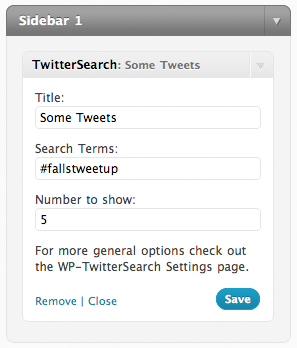 Sidebar 1
TwitterSearch: Some Tweets
Title:
Some Tweets
Search Terms:
#fallstweetup
Number to show:
5
For more general options check out
the WP-TwitterSearch Settings page.
Remove | Close
Save